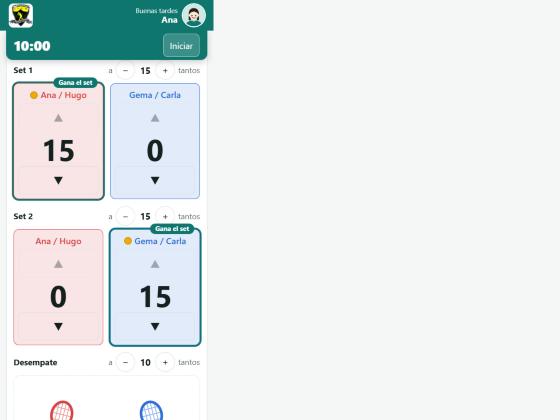 Buenas tardes
Ana
10:00
Iniciar
Set 1
a − 15 + tantos
Gana el set
Ana / Hugo
Gema / Carla
15
0
Set 2
a − 15 + tantos
Gana el set
Ana / Hugo
Gema / Carla
0
15
Desempate
a − 10 + tantos